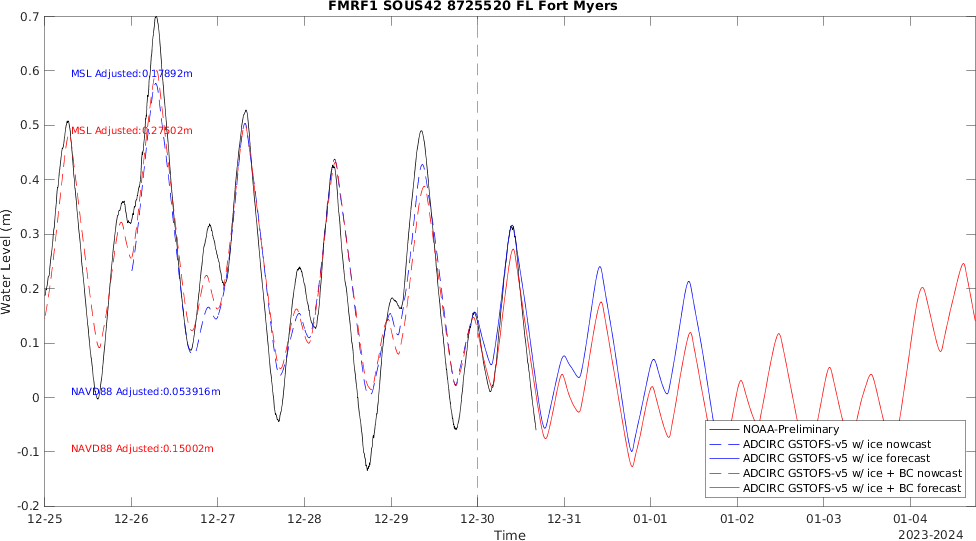 FMRF1 SOUS42 8725520 FL Fort Myers
0.7
0.6
0.5
0.4
0.3
0.2
0.1
0
-0.1
-0.2
Water Level (m)
MSL Adjusted:0.17892m
MSL Adjusted:0.27502m
NAVD88 Adjusted:0.053916m
NAVD88 Adjusted:0.15002m
NOAA-Preliminary
ADCIRC GSTOFS-v5 w/ ice nowcast
ADCIRC GSTOFS-v5 w/ ice forecast
ADCIRC GSTOFS-v5 w/ ice + BC nowcast
ADCIRC GSTOFS-v5 w/ ice + BC forecast
12-25 12-26 12-27 12-28 12-29 12-30 12-31 01-01 01-02 01-03 01-04
Time
2023-2024